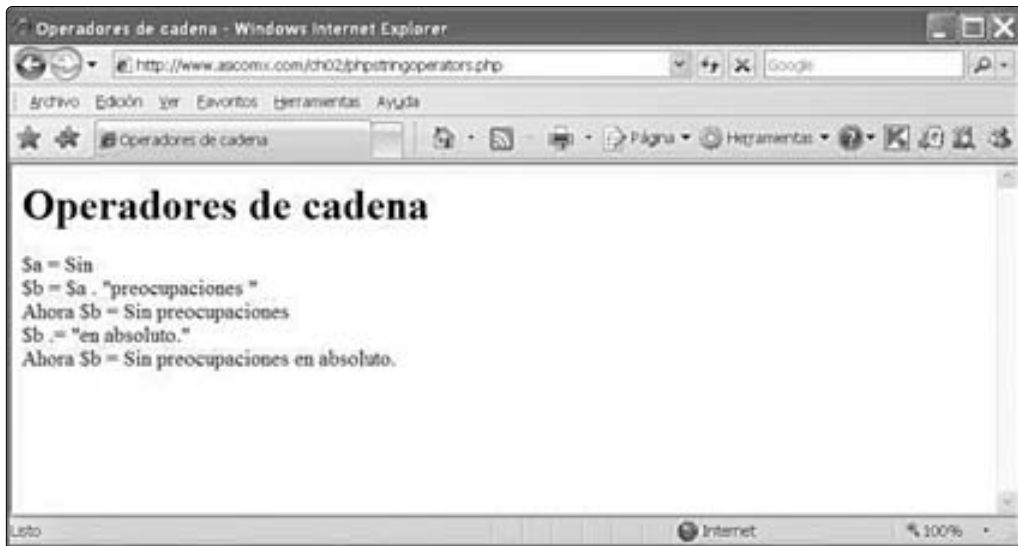 Operadores de cadena - Windows Internet Explorer
http://www.ascomx.com/ch02/phpstringoperators.php Google
Archivo Edición Ver Favoritos Herramientas Ayuda
Operadores de cadena Página Herramientas
Operadores de cadena
$a = Sin
$b = $a . "preocupaciones "
Ahora $b = Sin preocupaciones
$b .= "en absoluto."
Ahora $b = Sin preocupaciones en absoluto.
Listo Internet 100%